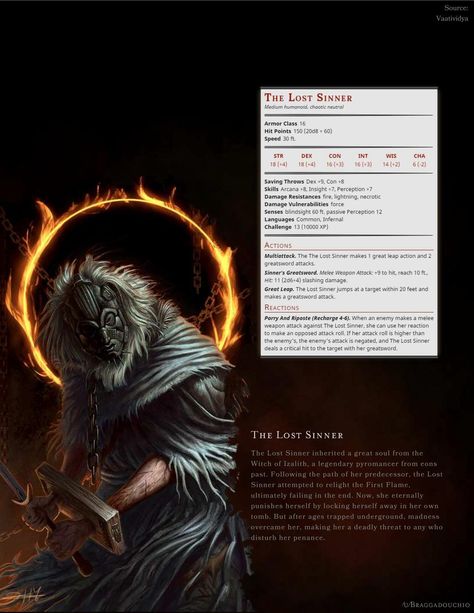 Source:
Vaatividya
The Lost Sinner
Medium humanoid, chaotic neutral
Armor Class 16
Hit Points 150 (20d8 + 60)
Speed 30 ft.
STR DEX CON INT WIS CHA
18 (+4) 18 (+4) 16 (+3) 16 (+3) 14 (+2) 6 (-2)
Saving Throws Dex +9, Con +8
Skills Arcana +8, Insight +7, Perception +7
Damage Resistances fire, lightning, necrotic
Damage Vulnerabilities force
Senses blindsight 60 ft, passive Perception 12
Languages Common, Infernal
Challenge 13 (10000 XP)
Actions
Multiattack. The The Lost Sinner makes 1 great leap action and 2
greatsword attacks.
Sinner's Greatsword. Melee Weapon Attack: +9 to hit, reach 10 ft.,
Hit: 11 (2d6+4) slashing damage.
Great Leap. The Lost Sinner jumps at a target within 20 feet and
makes a greatsword attack.
Reactions
Parry And Riposte (Recharge 4-6). When an enemy makes a melee
weapon attack against The Lost Sinner, she can use her reaction
to make an opposed attack roll. If her attack roll is higher than
the enemy's, the enemy's attack is negated, and The Lost Sinner
deals a critical hit to the target with her greatsword.
The Lost Sinner
The Lost Sinner inherited a great soul from the
Witch of Izalith, a legendary pyromancer from eons
past. Following the path of her predecessor, the Lost
Sinner attempted to relight the First Flame,
ultimately failing in the end. Now, she eternally
punishes herself by locking herself away in her own
tomb. But after ages trapped underground, madness
overcame her, making her a deadly threat to any who
disturb her penance.
U/Braggadouchio